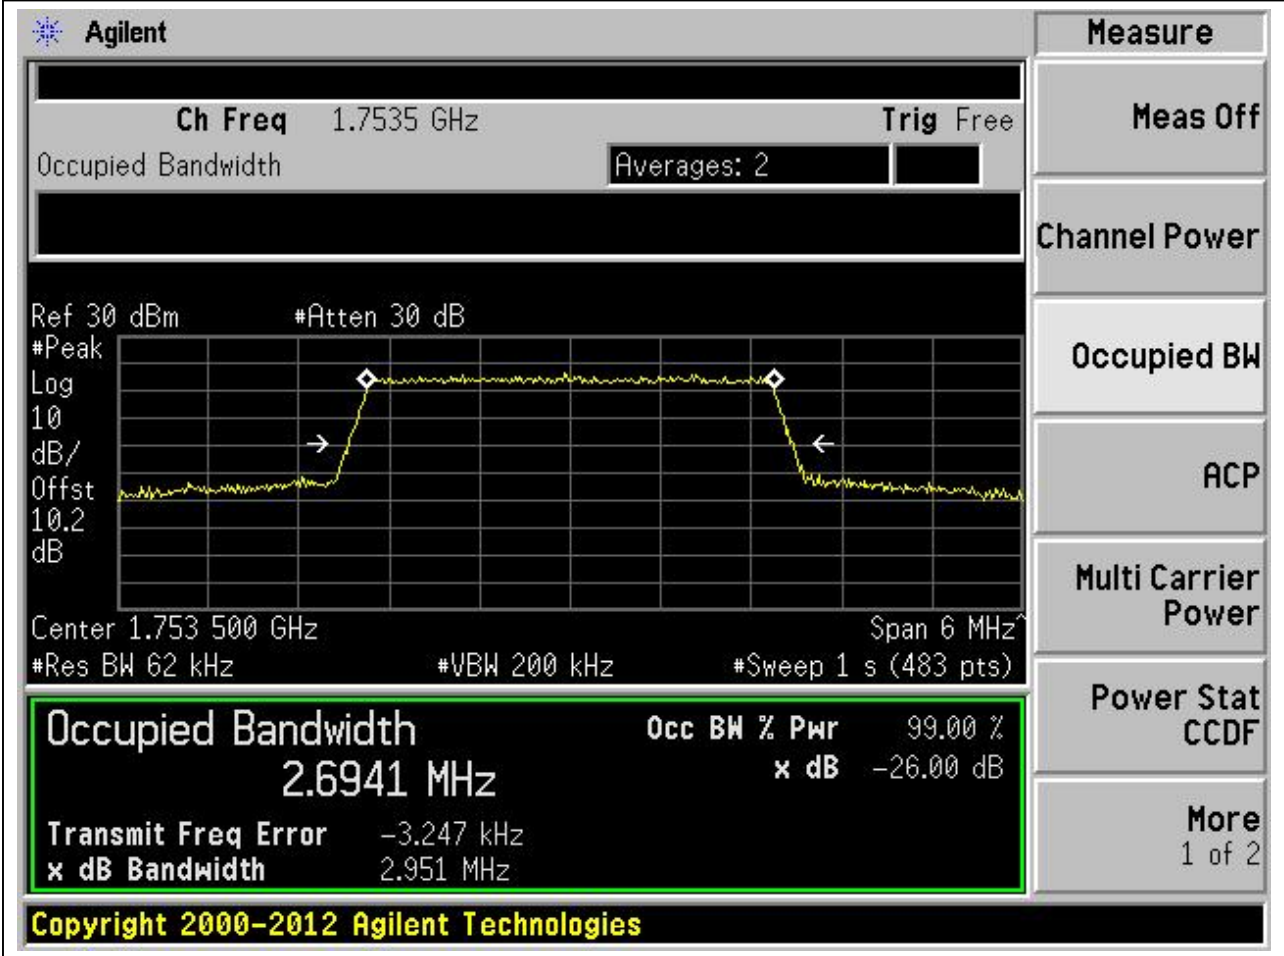 Agilent
Measure
Ch Freq 1.7535 GHz Trig Free
Meas Off
Occupied Bandwidth Averages: 2
Channel Power
Ref 30 dBm #Atten 30 dB
#Peak
Log
10
dB/
Offst
10.2
dB
Occupied BW
ACP
Multi Carrier
Power
Center 1.753 500 GHz Span 6 MHz^
#Res BW 62 kHz #VBW 200 kHz #Sweep 1 s (483 pts)
Power Stat
CCDF
Occupied Bandwidth Occ BW % Pwr 99.00 %
2.6941 MHz x dB -26.00 dB
Transmit Freq Error -3.247 kHz
x dB Bandwidth 2.951 MHz
More
1 of 2
Copyright 2000-2012 Agilent Technologies